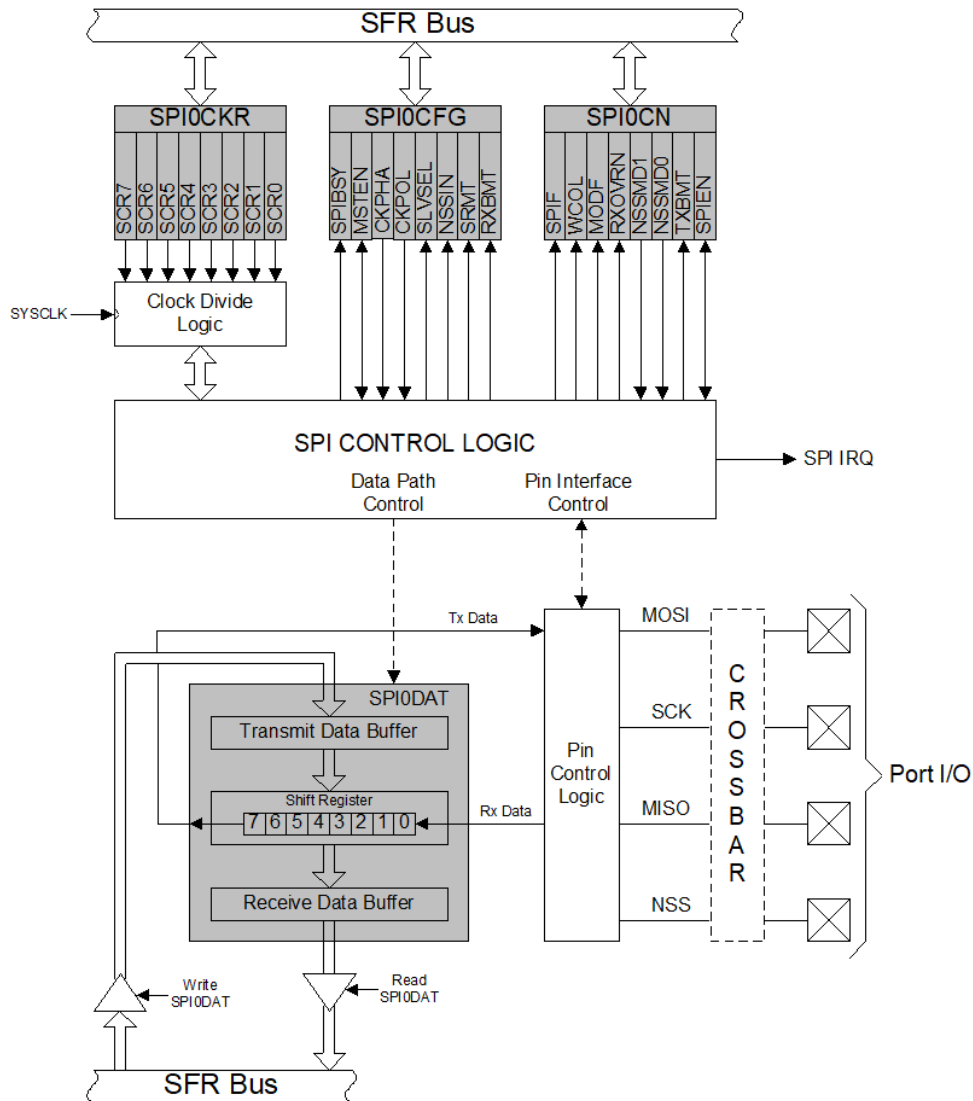 SFR Bus
SPI0CKR
SPI0CFG
SPI0CN
SCR7
SCR6
SCR5
SCR4
SCR3
SCR2
SCR1
SCR0
SPIBSY
MSTEN
CKPHA
CKPOL
SLVSEL
NSSIN
SRMT
RXBMT
SPIF
WCOL
MODF
RXOVRN
NSSMD1
NSSMD0
TXBMT
SPIEN
SYSCLK
Clock Divide
Logic
SPI CONTROL LOGIC
Data Path
Control
Pin Interface
Control
SPI IRQ
Tx Data
MOSI
SPI0DAT
Transmit Data Buffer
SCK
Shift Register
7 6 5 4 3 2 1 0
Rx Data
Pin
Control
Logic
MISO
Receive Data Buffer
NSS
CROSSBAR
Port I/O
Write
SPI0DAT
Read
SPI0DAT
SFR Bus